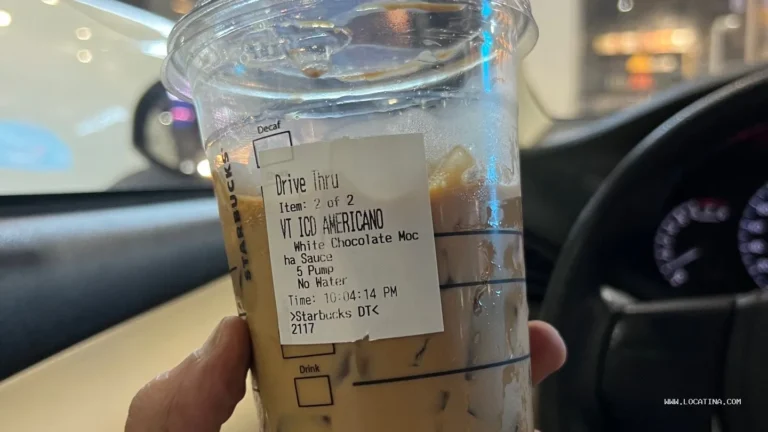 Decaf
STARBUCKS
Drive Thru
Item: 2 of 2
VT ICD AMERICANO
White Chocolate Moc
ha Sauce
5 Pump
No Water
Time: 10:04:14 PM
>Starbucks DT<
2117
Drink
WWW.LOCATINA.COM